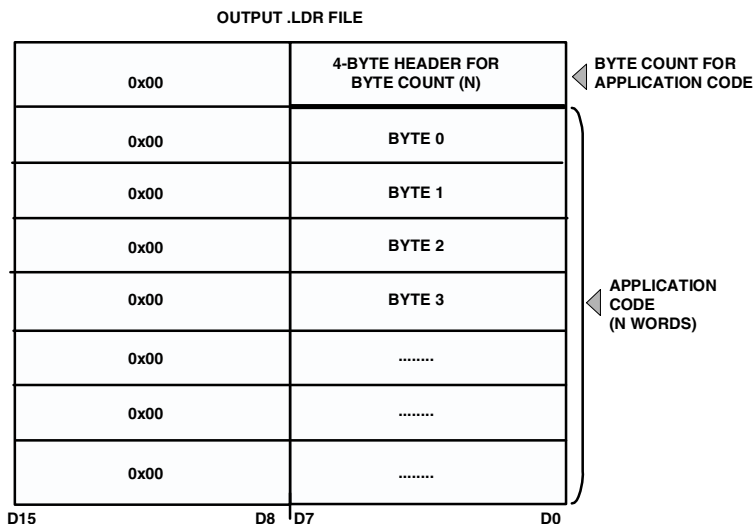 OUTPUT .LDR FILE
0x00
4-BYTE HEADER FOR
BYTE COUNT (N)
BYTE COUNT FOR
APPLICATION CODE
0x00
BYTE 0
0x00
BYTE 1
0x00
BYTE 2
0x00
BYTE 3
APPLICATION
CODE
(N WORDS)
0x00
........
0x00
........
0x00
........
D15
D8
D7
D0